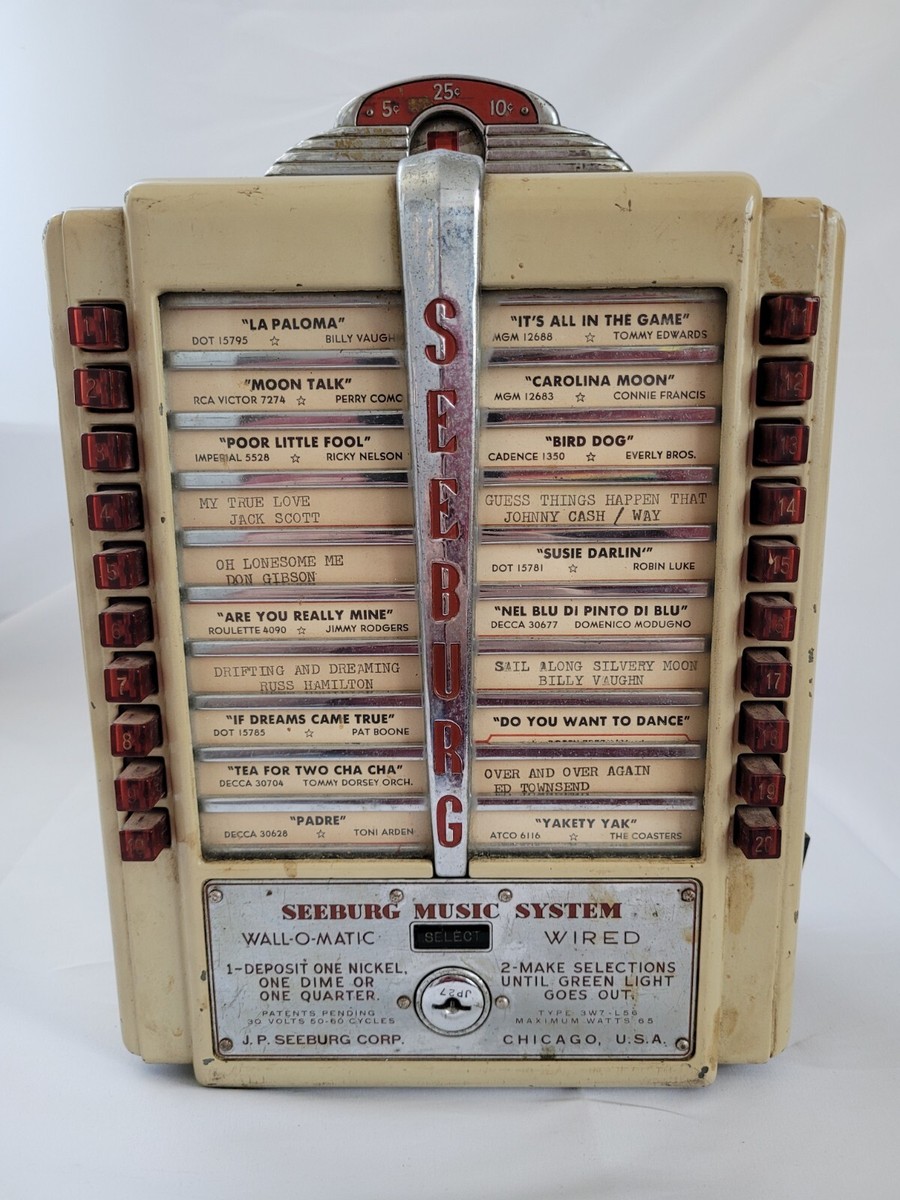 5¢ 25¢ 10¢
"LA PALOMA"
DOT 15795 ☆ BILLY VAUGH
"MOON TALK"
RCA VICTOR 7274 ☆ PERRY COMO
"POOR LITTLE FOOL"
IMPERIAL 5528 ☆ RICKY NELSON
MY TRUE LOVE
JACK SCOTT
OH LONESOME ME
DON GIBSON
"ARE YOU REALLY MINE"
ROULETTE 4090 ☆ JIMMY RODGERS
DRIFTING AND DREAMING
RUSS HAMILTON
"IF DREAMS CAME TRUE"
DOT 15785 ☆ PAT BOONE
"TEA FOR TWO CHA CHA"
DECCA 30704 TOMMY DORSEY ORCH.
"PADRE"
DECCA 30628 ☆ TONI ARDEN
SEEBURG
"IT'S ALL IN THE GAME"
MGM 12688 ☆ TOMMY EDWARDS
"CAROLINA MOON"
MGM 12683 ☆ CONNIE FRANCIS
"BIRD DOG"
CADENCE 1350 ☆ EVERLY BROS.
GUESS THINGS HAPPEN THAT
JOHNNY CASH / WAY
"SUSIE DARLIN'"
DOT 15781 ☆ ROBIN LUKE
"NEL BLU DI PINTO DI BLU"
DECCA 30677 DOMENICO MODUGNO
SAIL ALONG SILVERY MOON
BILLY VAUGHN
"DO YOU WANT TO DANCE"
OVER AND OVER AGAIN
ED TOWNSEND
"YAKETY YAK"
ATCO 6116 ☆ THE COASTERS
1
2
4
5
6
7
8
11
12
13
14
15
17
18
19
20
SEEBURG MUSIC SYSTEM
WALL-O-MATIC SELECT WIRED
1-DEPOSIT ONE NICKEL,
ONE DIME OR
ONE QUARTER.
PATENTS PENDING
30 VOLTS 50-60 CYCLES
J. P. SEEBURG CORP.
JP27
2-MAKE SELECTIONS
UNTIL GREEN LIGHT
GOES OUT.
TYPE 3W7-L56
MAXIMUM WATTS 65
CHICAGO, U.S.A.